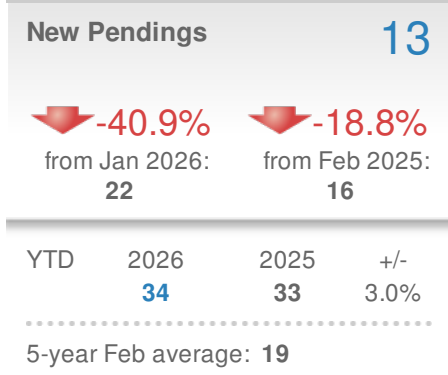 New Pendings 13
-40.9% -18.8%
from Jan 2026: from Feb 2025:
22 16
YTD 2026 2025 +/-
34 33 3.0%
5-year Feb average: 19